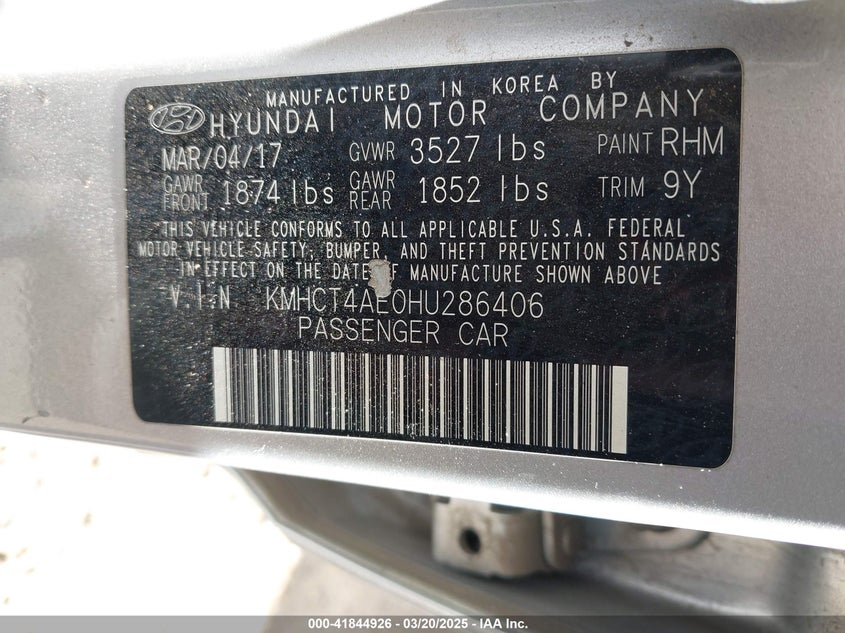 MANUFACTURED IN KOREA BY
HYUNDAI MOTOR COMPANY
MAR/04/17 GVWR 3527 lbs PAINT RHM
GAWR FRONT 1874 lbs GAWR REAR 1852 lbs TRIM 9Y
THIS VEHICLE CONFORMS TO ALL APPLICABLE U.S.A. FEDERAL
MOTOR VEHICLE SAFETY, BUMPER, AND THEFT PREVENTION STANDARDS
IN EFFECT ON THE DATE OF MANUFACTURE SHOWN ABOVE
V.I.N KMHCT4AE0HU286406
PASSENGER CAR
000-41844926 - 03/20/2025 - IAA Inc.